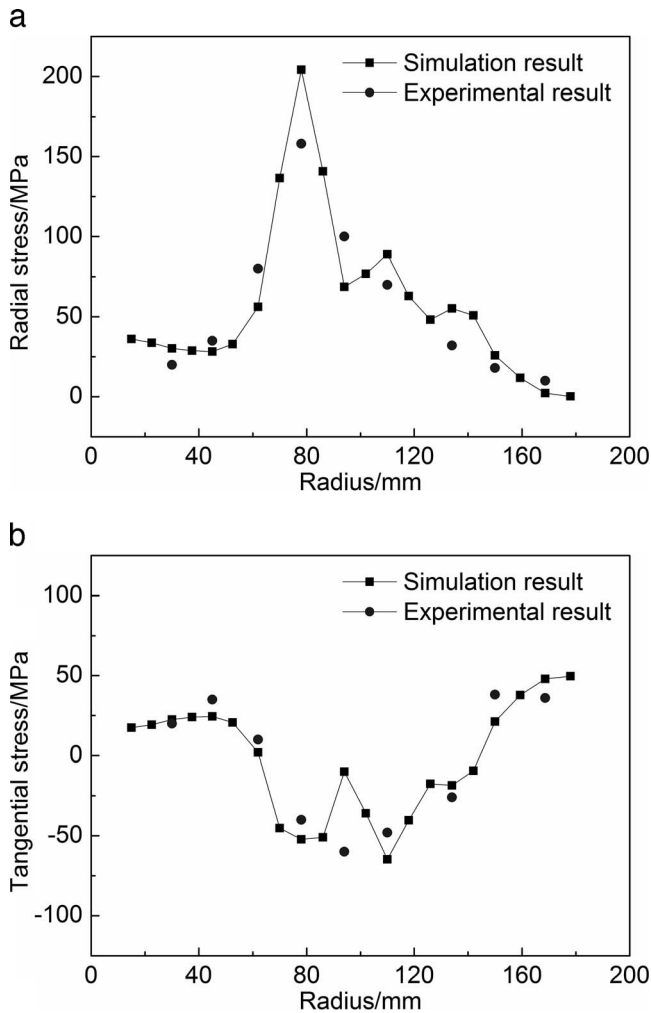 a
Radial stress/MPa
200
150
100
50
0
Simulation result
Experimental result
0 40 80 120 160 200
Radius/mm
b
Tangential stress/MPa
100
50
0
-50
-100
Simulation result
Experimental result
0 40 80 120 160 200
Radius/mm